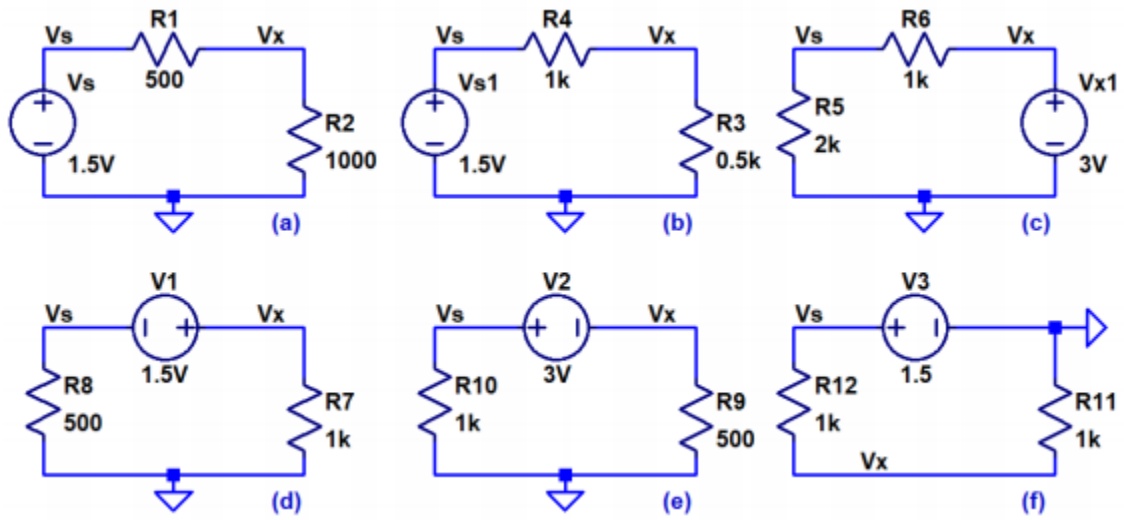 R1
Vs
Vx
500
Vs
1.5V
R2
1000
(a)
R4
Vs
Vx
1k
Vs1
1.5V
R3
0.5k
(b)
R6
Vs
Vx
1k
R5
2k
Vx1
3V
(c)
V1
Vs
Vx
1.5V
R8
500
R7
1k
(d)
V2
Vs
Vx
3V
R10
1k
R9
500
(e)
V3
Vs
1.5
R12
1k
R11
1k
Vx
(f)